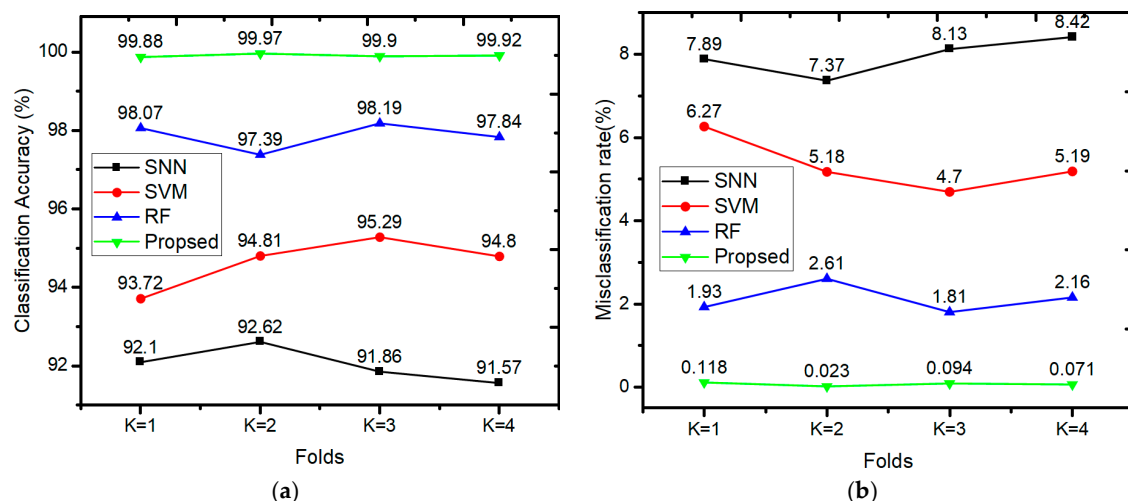 Classification Accuracy (%)
100
98
96
94
92
99.88
99.97
99.9
99.92
98.07
97.39
98.19
97.84
SNN
SVM
RF
Propsed
93.72
94.81
95.29
94.8
92.1
92.62
91.86
91.57
K=1
K=2
K=3
K=4
Folds
(a)
Misclassification rate(%)
8
6
4
2
0
7.89
7.37
8.13
8.42
6.27
5.18
4.7
5.19
SNN
SVM
RF
Propsed
1.93
2.61
1.81
2.16
0.118
0.023
0.094
0.071
K=1
K=2
K=3
K=4
Folds
(b)